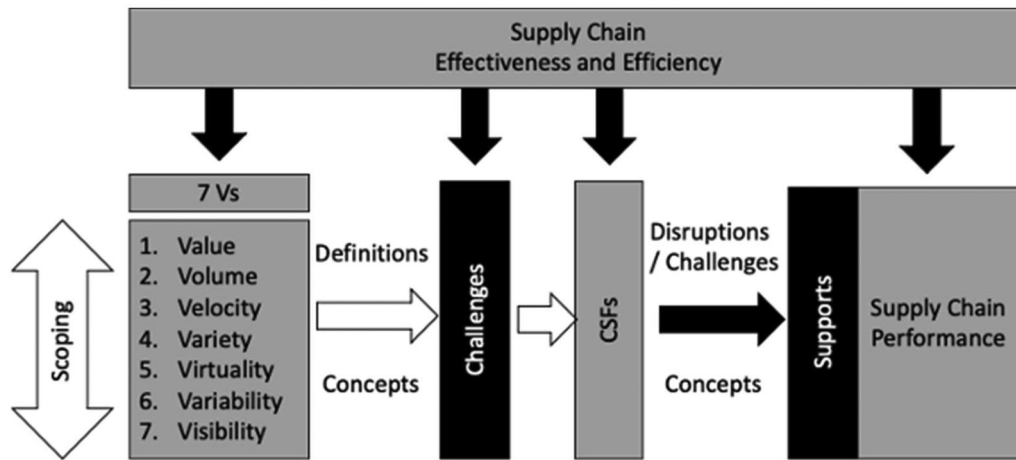 Supply Chain
Effectiveness and Efficiency
7 Vs
Scoping
1. Value
2. Volume
3. Velocity
4. Variety
5. Virtuality
6. Variability
7. Visibility
Definitions
Concepts
Challenges
CSFs
Disruptions
/ Challenges
Concepts
Supports
Supply Chain
Performance